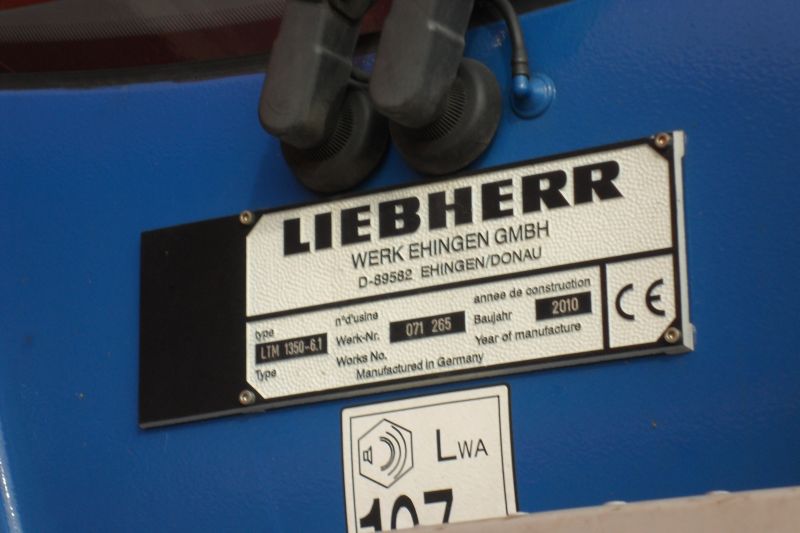 LIEBHERR
WERK EHINGEN GMBH
D-89582 EHINGEN/DONAU
type
LTM 1350-6.1
Type
n°d'usine
Werk-Nr. 071 265
Works No.
annee de construction
Baujahr 2010
Year of manufacture
Manufactured in Germany
CE
LWA
107